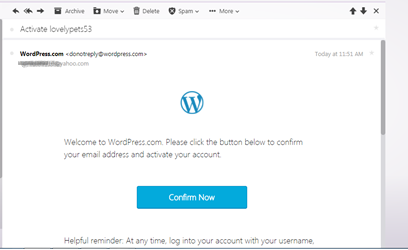 Archive Move Delete Spam More
Activate lovelypets53
WordPress.com <donotreply@wordpress.com> Today at 11:51 AM
@yahoo.com
Welcome to WordPress.com. Please click the button below to confirm
your email address and activate your account.
Confirm Now
Helpful reminder: At any time, log into your account with your username,